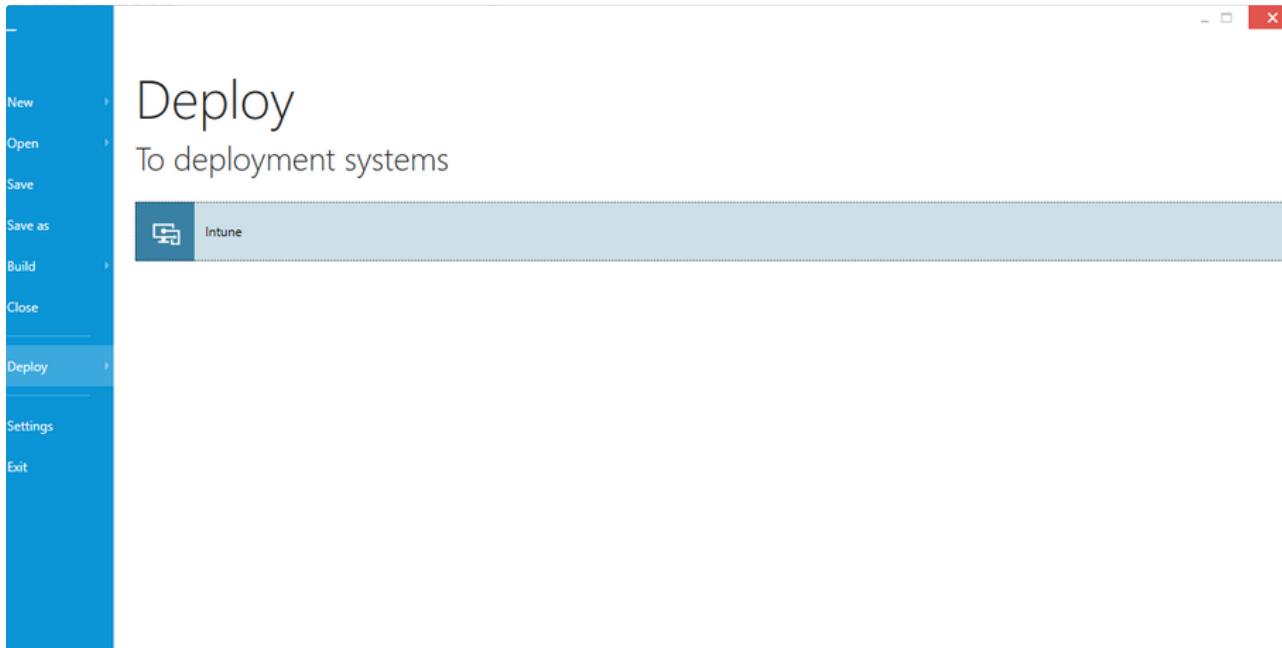 New
Open
Save
Save as
Build
Close
Deploy
Settings
Exit
Deploy
To deployment systems
Intune